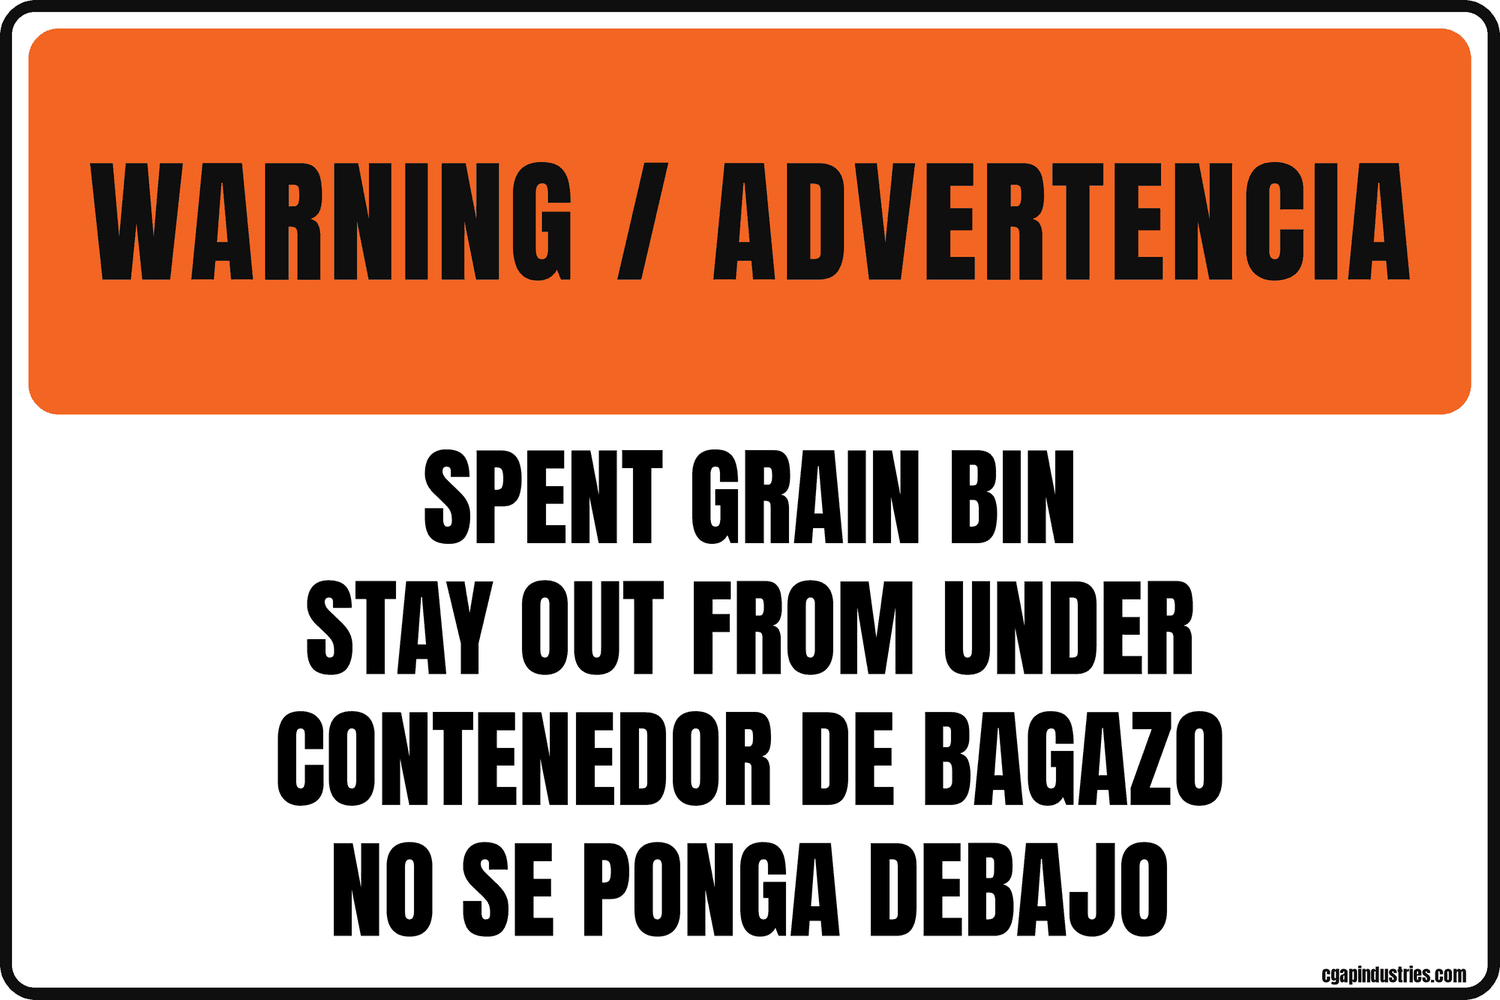 WARNING / ADVERTENCIA
SPENT GRAIN BIN
STAY OUT FROM UNDER
CONTENEDOR DE BAGAZO
NO SE PONGA DEBAJO
cgapindustries.com